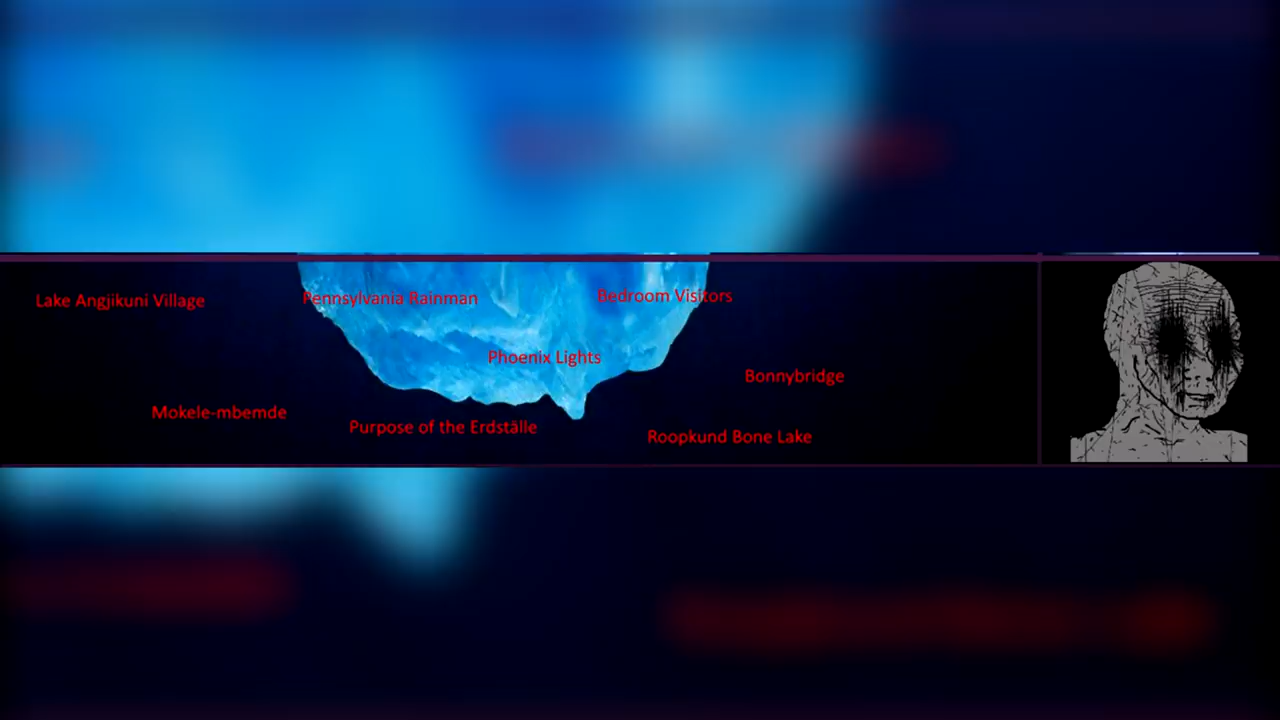 Lake Angjikuni Village
Pennsylvania Rainman
Bedroom Visitors
Phoenix Lights
Bonnybridge
Mokele-mbemde
Purpose of the Erdställe
Roopkund Bone Lake